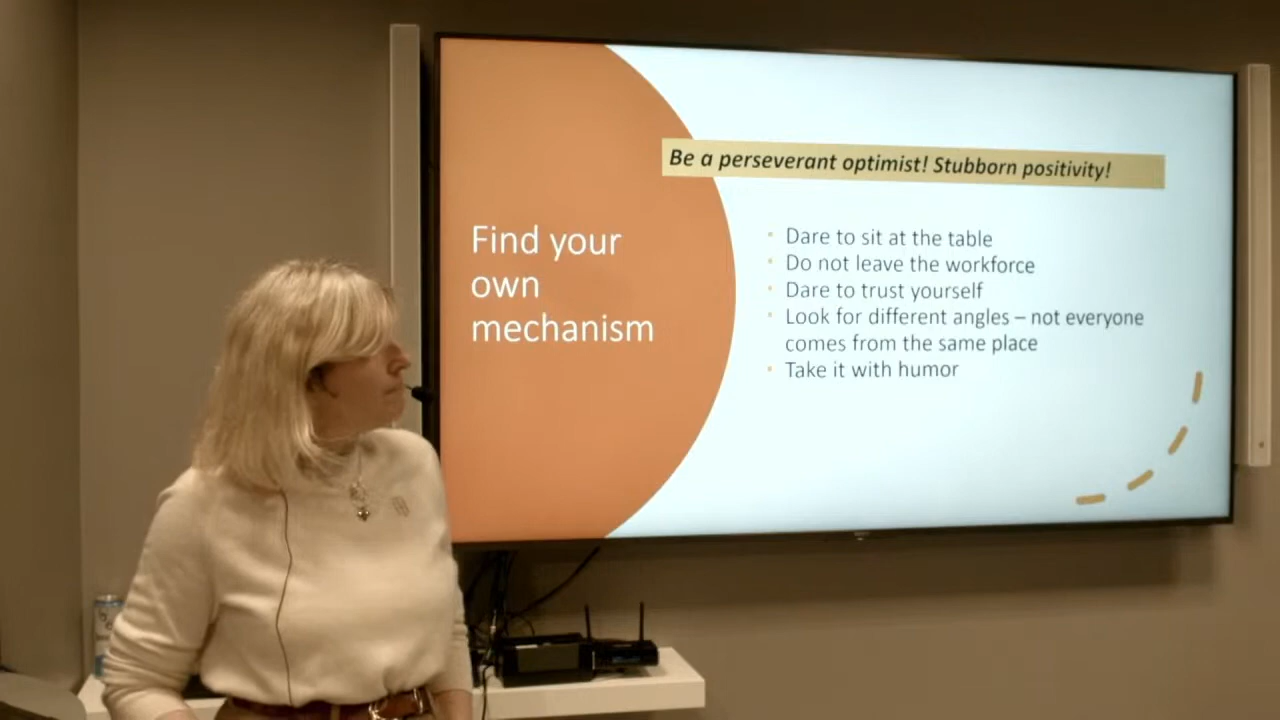 Be a perseverant optimist! Stubborn positivity!
Find your
own
mechanism
Dare to sit at the table
Do not leave the workforce
Dare to trust yourself
Look for different angles – not everyone
comes from the same place
Take it with humor